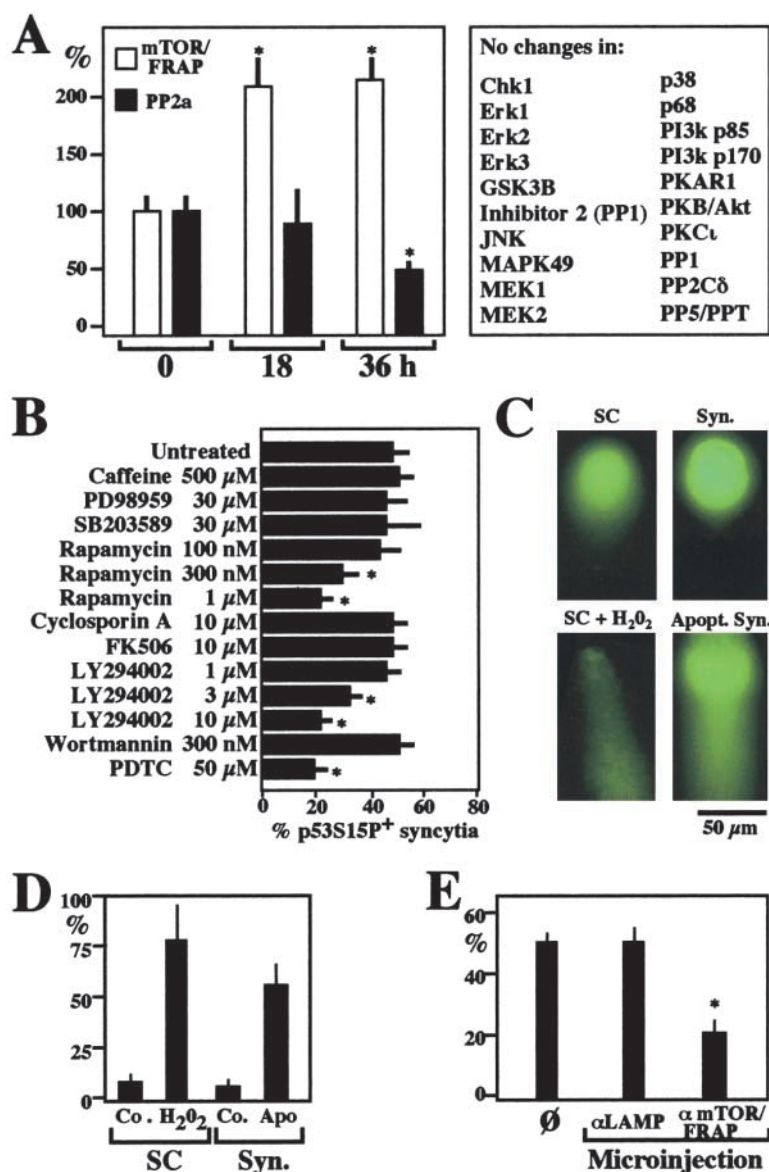 A
%
mTOR/
FRAP
PP2a
200
150
100
50
0
0
18
36 h
*
*
*
No changes in:
Chk1
Erk1
Erk2
Erk3
GSK3B
Inhibitor 2 (PP1)
JNK
MAPK49
MEK1
MEK2
p38
p68
PI3k p85
PI3k p170
PKAR1
PKB/Akt
PKCι
PP1
PP2Cδ
PP5/PPT
B
Untreated
Caffeine 500 μM
PD98959 30 μM
SB203589 30 μM
Rapamycin 100 nM
Rapamycin 300 nM *
Rapamycin 1 μM *
Cyclosporin A 10 μM
FK506 10 μM
LY294002 1 μM
LY294002 3 μM *
LY294002 10 μM *
Wortmannin 300 nM
PDTC 50 μM *
0 20 40 60 80
% p53S15P+ syncytia
C
SC
Syn.
SC + H2O2
Apopt. Syn.
50 μm
D
100
%
75
50
25
0
Co. H2O2 Co. Apo
SC Syn.
E
60
%
40
20
0
*
Ø αLAMP α mTOR/
FRAP
Microinjection